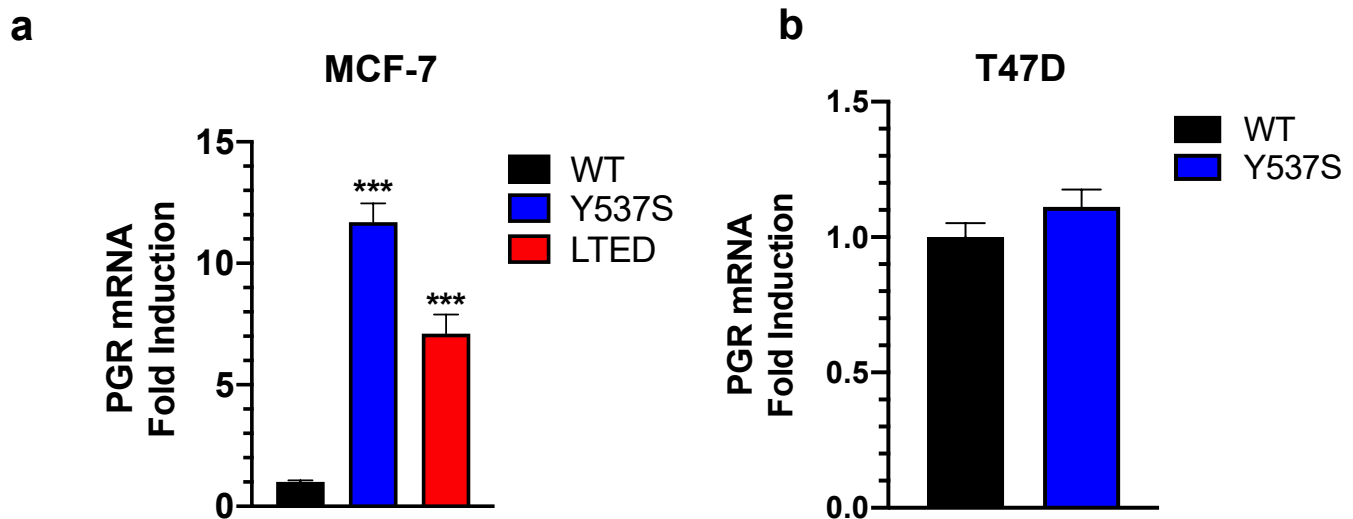 a
MCF-7
PGR mRNA
Fold Induction
15
10
5
0
***
***
WT
Y537S
LTED
b
T47D
PGR mRNA
Fold Induction
1.5
1.0
0.5
0.0
WT
Y537S